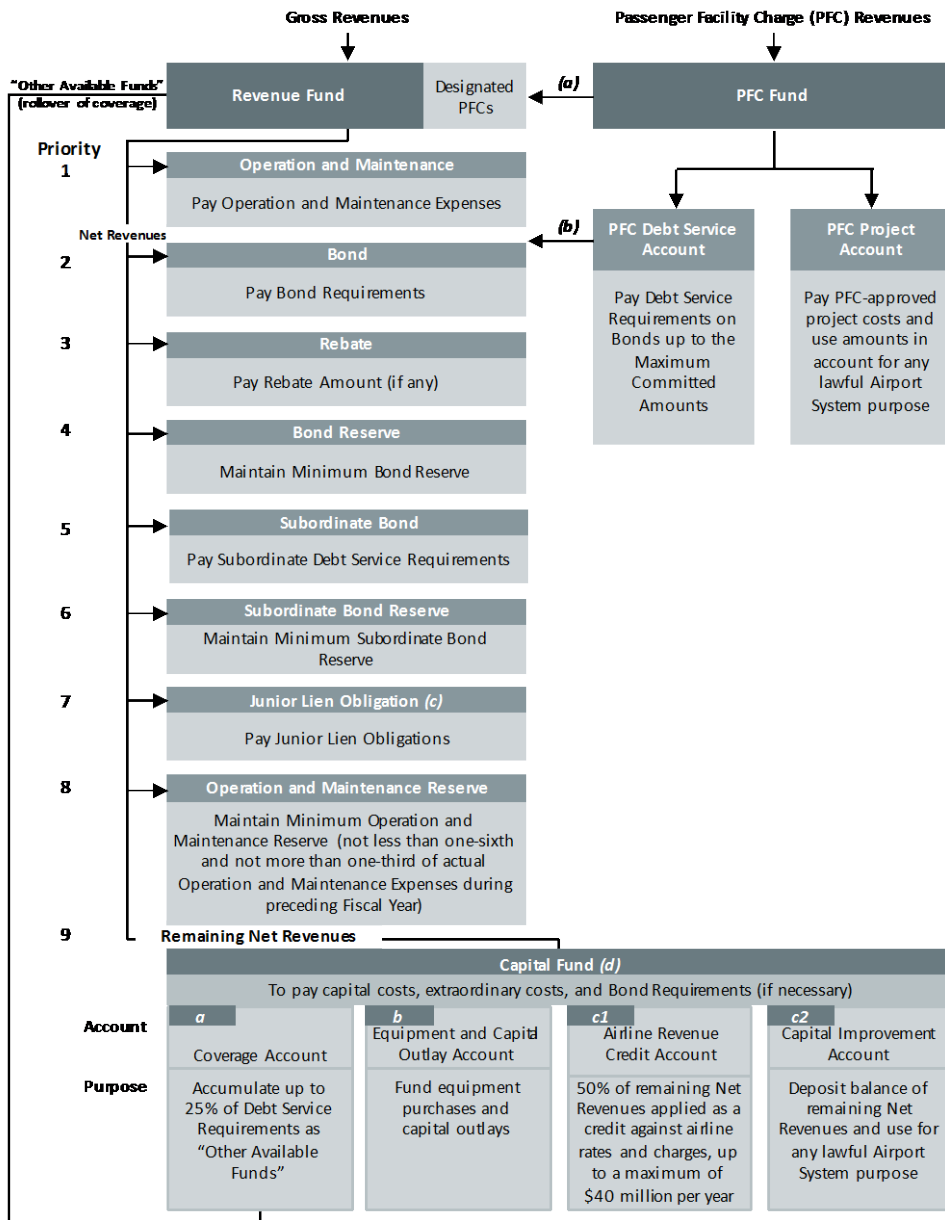 Gross Revenues
Passenger Facility Charge (PFC) Revenues
“Other Available Funds”
(rollover of coverage)
Revenue Fund
Designated
PFCs
(a)
PFC Fund
Priority
1
Operation and Maintenance
Pay Operation and Maintenance Expenses
Net Revenues
(b)
PFC Debt Service
Account
Pay Debt Service
Requirements on
Bonds up to the
Maximum
Committed
Amounts
PFC Project
Account
Pay PFC-approved
project costs and
use amounts in
account for any
lawful Airport
System purpose
2
Bond
Pay Bond Requirements
3
Rebate
Pay Rebate Amount (if any)
4
Bond Reserve
Maintain Minimum Bond Reserve
5
Subordinate Bond
Pay Subordinate Debt Service Requirements
6
Subordinate Bond Reserve
Maintain Minimum Subordinate Bond
Reserve
7
Junior Lien Obligation (c)
Pay Junior Lien Obligations
8
Operation and Maintenance Reserve
Maintain Minimum Operation and
Maintenance Reserve (not less than one-sixth
and not more than one-third of actual
Operation and Maintenance Expenses during
preceding Fiscal Year)
9
Remaining Net Revenues
Capital Fund (d)
To pay capital costs, extraordinary costs, and Bond Requirements (if necessary)
Account
a
Coverage Account
b
Equipment and Capital
Outlay Account
c1
Airline Revenue
Credit Account
c2
Capital Improvement
Account
Purpose
Accumulate up to
25% of Debt Service
Requirements as
“Other Available
Funds”
Fund equipment
purchases and
capital outlays
50% of remaining Net
Revenues applied as a
credit against airline
rates and charges, up
to a maximum of
$40 million per year
Deposit balance of
remaining Net
Revenues and use for
any lawful Airport
System purpose